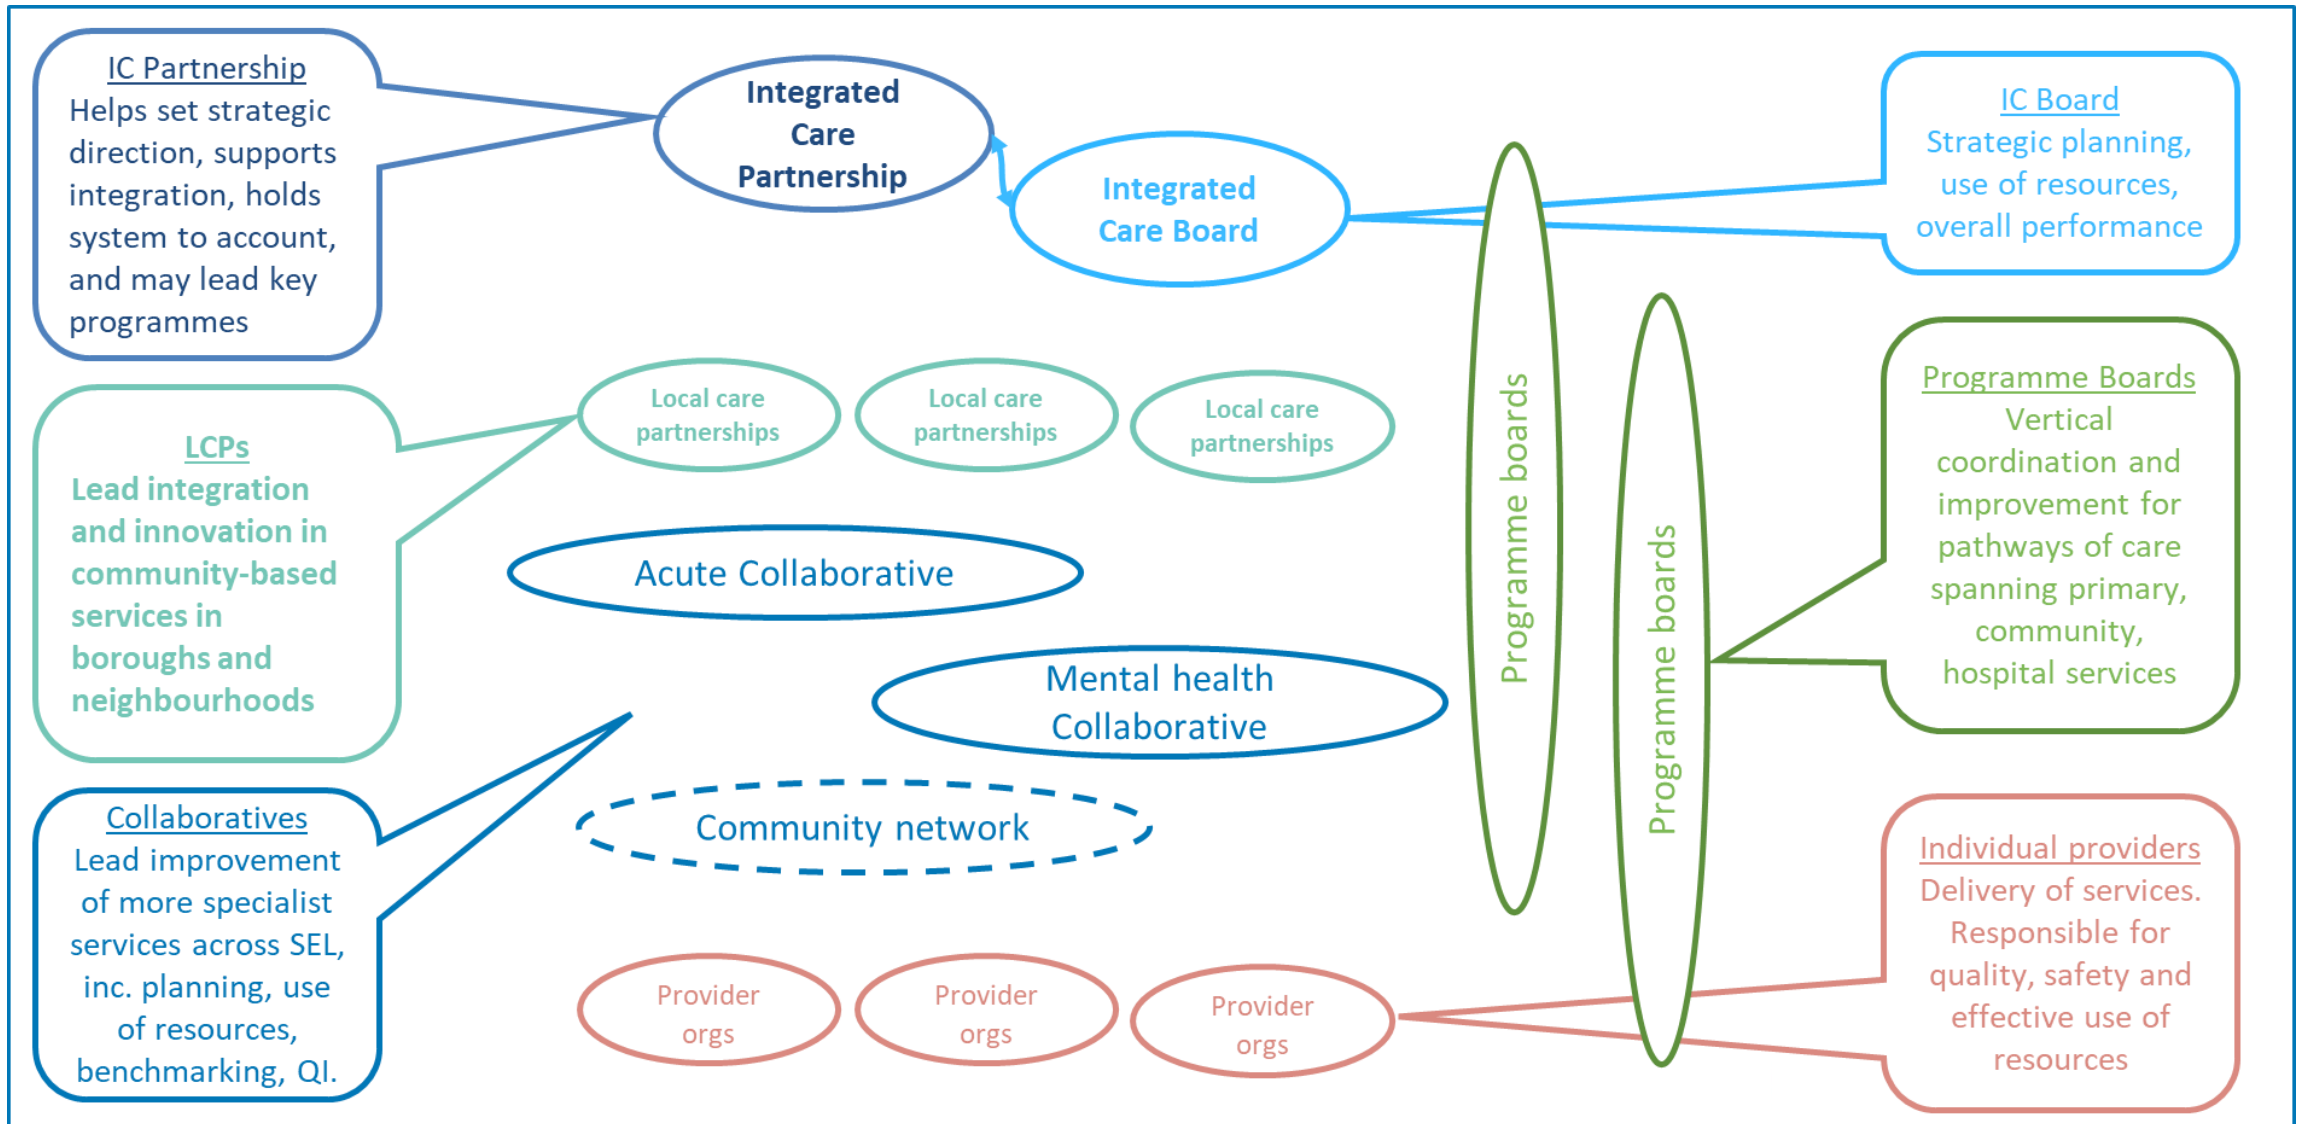 IC Partnership
Helps set strategic
direction, supports
integration, holds
system to account,
and may lead key
programmes
Integrated
Care
Partnership
Integrated
Care Board
IC Board
Strategic planning,
use of resources,
overall performance
LCPs
Lead integration
and innovation in
community-based
services in
boroughs and
neighbourhoods
Local care
partnerships
Local care
partnerships
Local care
partnerships
Acute Collaborative
Mental health
Collaborative
Community network
Programme boards
Programme boards
Programme Boards
Vertical
coordination and
improvement for
pathways of care
spanning primary,
community,
hospital services
Collaboratives
Lead improvement
of more specialist
services across SEL,
inc. planning, use
of resources,
benchmarking, QI.
Provider
orgs
Provider
orgs
Provider
orgs
Individual providers
Delivery of services.
Responsible for
quality, safety and
effective use of
resources